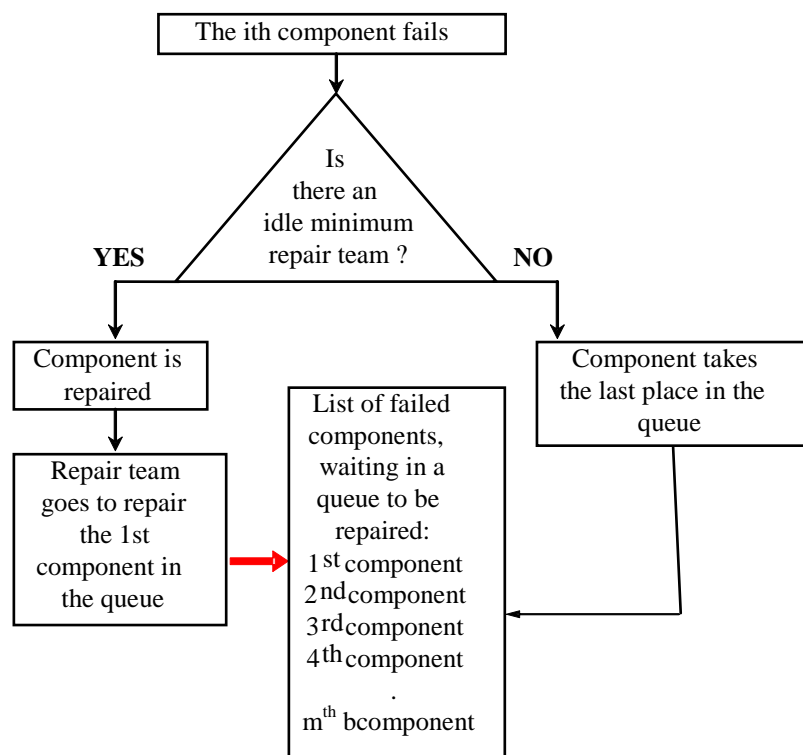 The ith component fails
Is
there an
idle minimum
repair team ?
YES
NO
Component is
repaired
Component takes
the last place in the
queue
Repair team
goes to repair
the 1st
component in
the queue
List of failed
components,
waiting in a
queue to be
repaired:
1st component
2nd component
3rd component
4th component
.
mth bcomponent